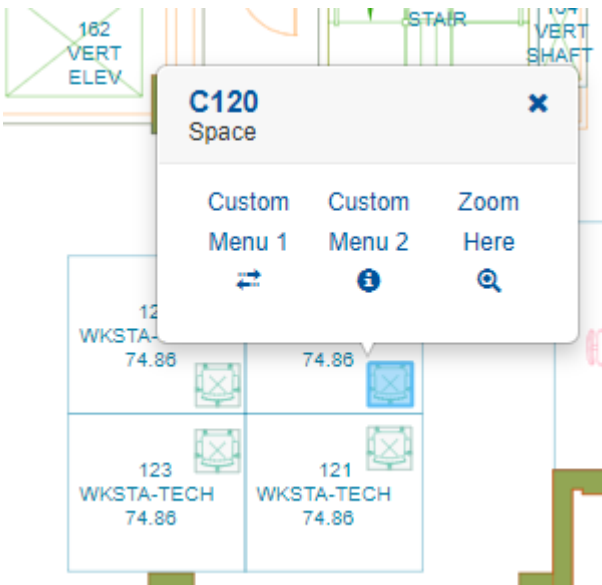 162
VERT
ELEV
STAIR
VERT
SHAFT
C120
Space
Custom
Menu 1
Custom
Menu 2
Zoom
Here
74.86
74.86
123
WKSTA-TECH
74.86
121
WKSTA-TECH
74.86